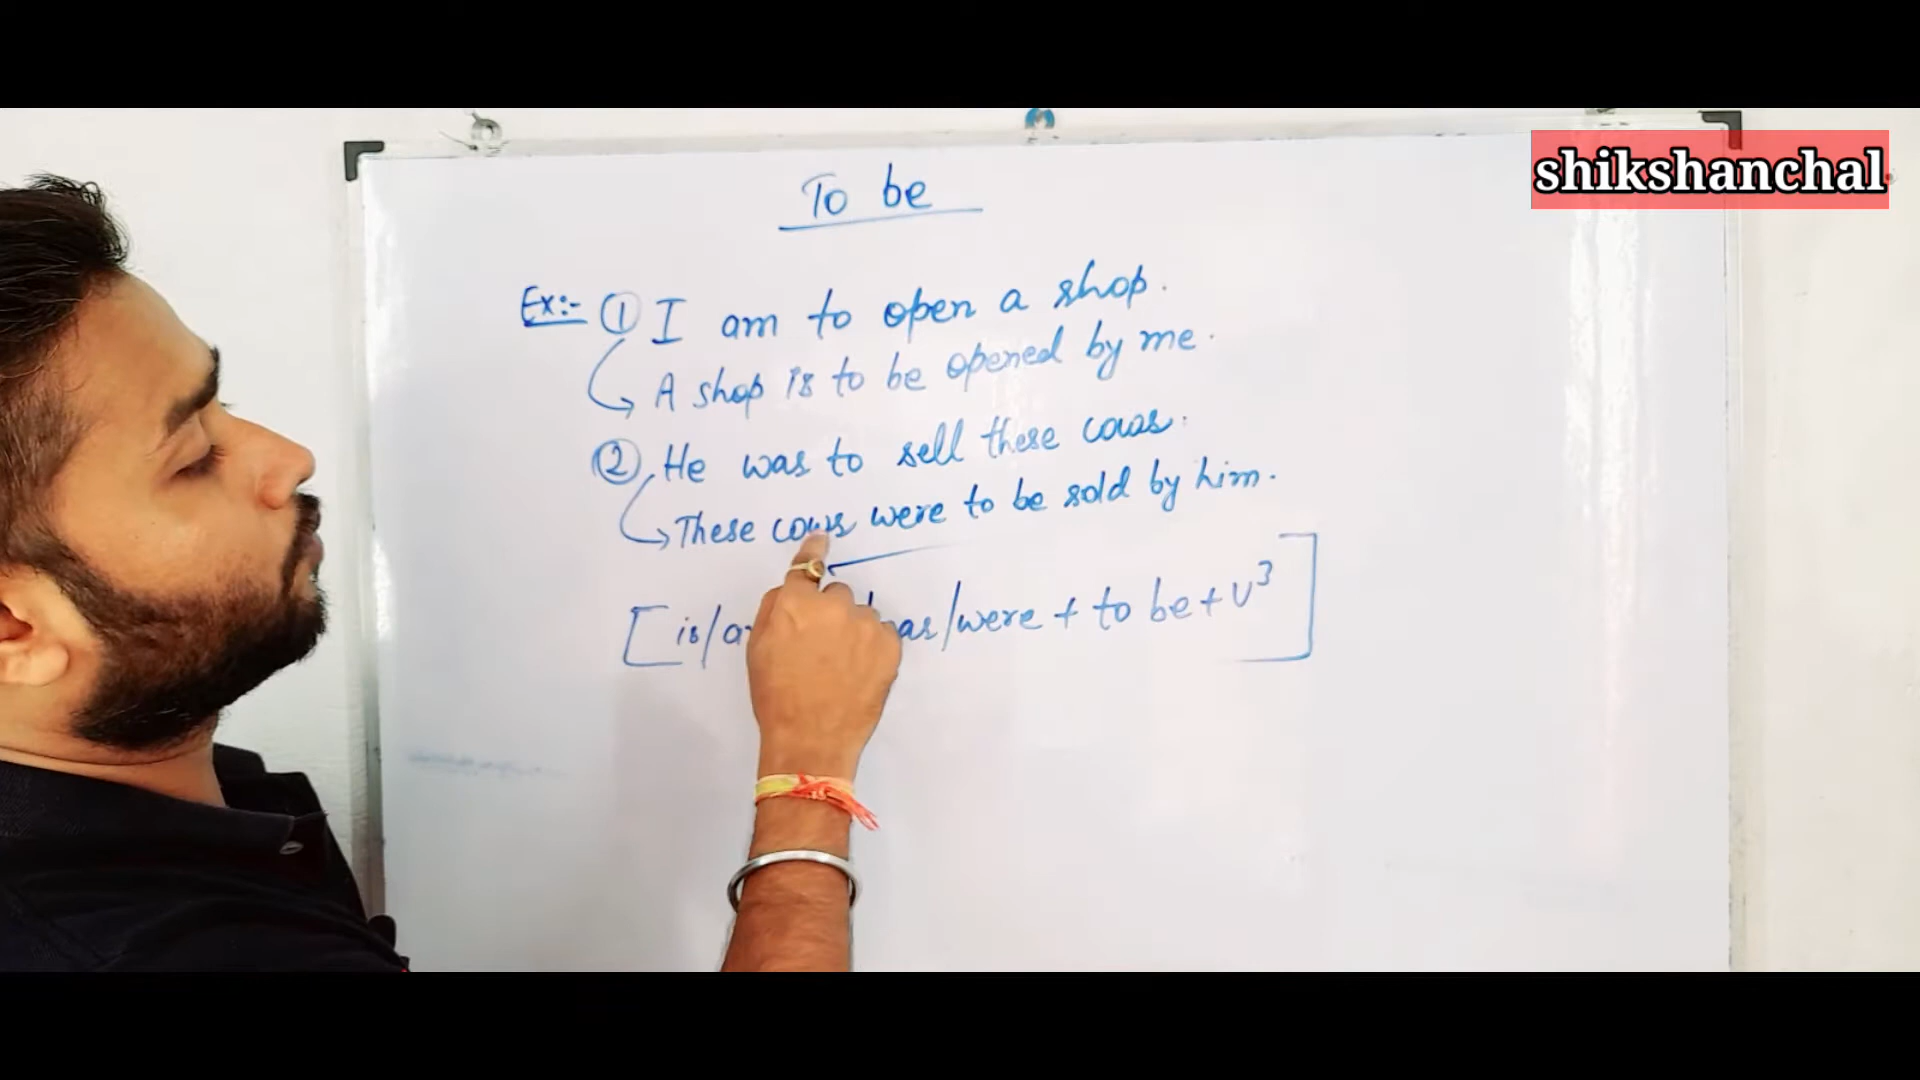 shikshanchal
To be
Ex:- ① I am to open a shop.
A shop is to be opened by me.
② He was to sell these cows.
These cows were to be sold by him.
[is/ /were + to be + V³]